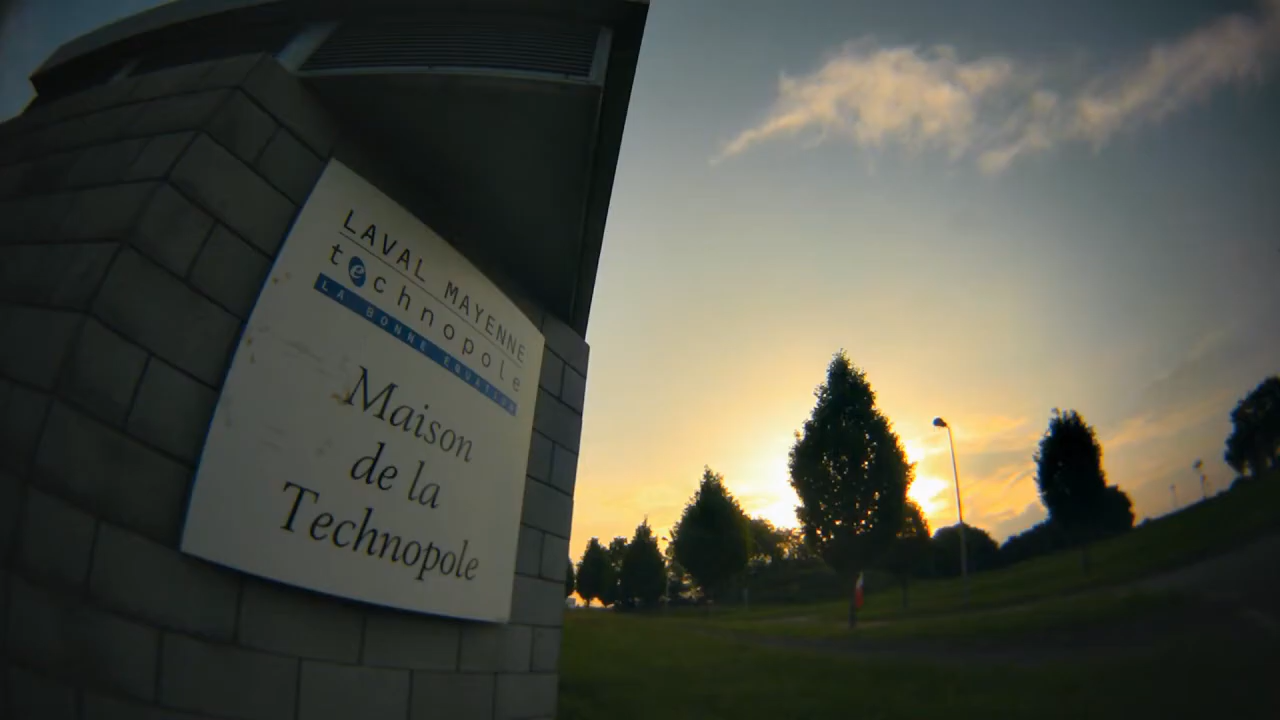 LAVAL MAYENNE
technopole
LA BONNE EQUATION
Maison
de la
Technopole